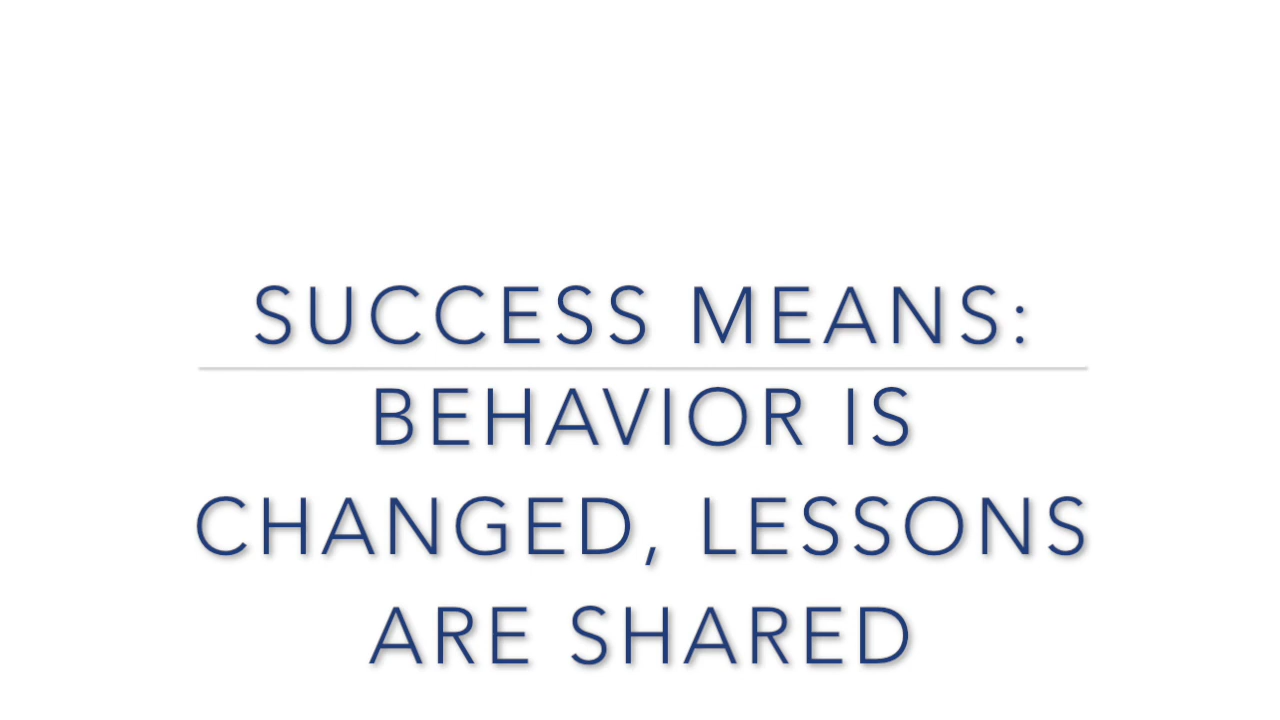 SUCCESS MEANS:
BEHAVIOR IS
CHANGED, LESSONS
ARE SHARED